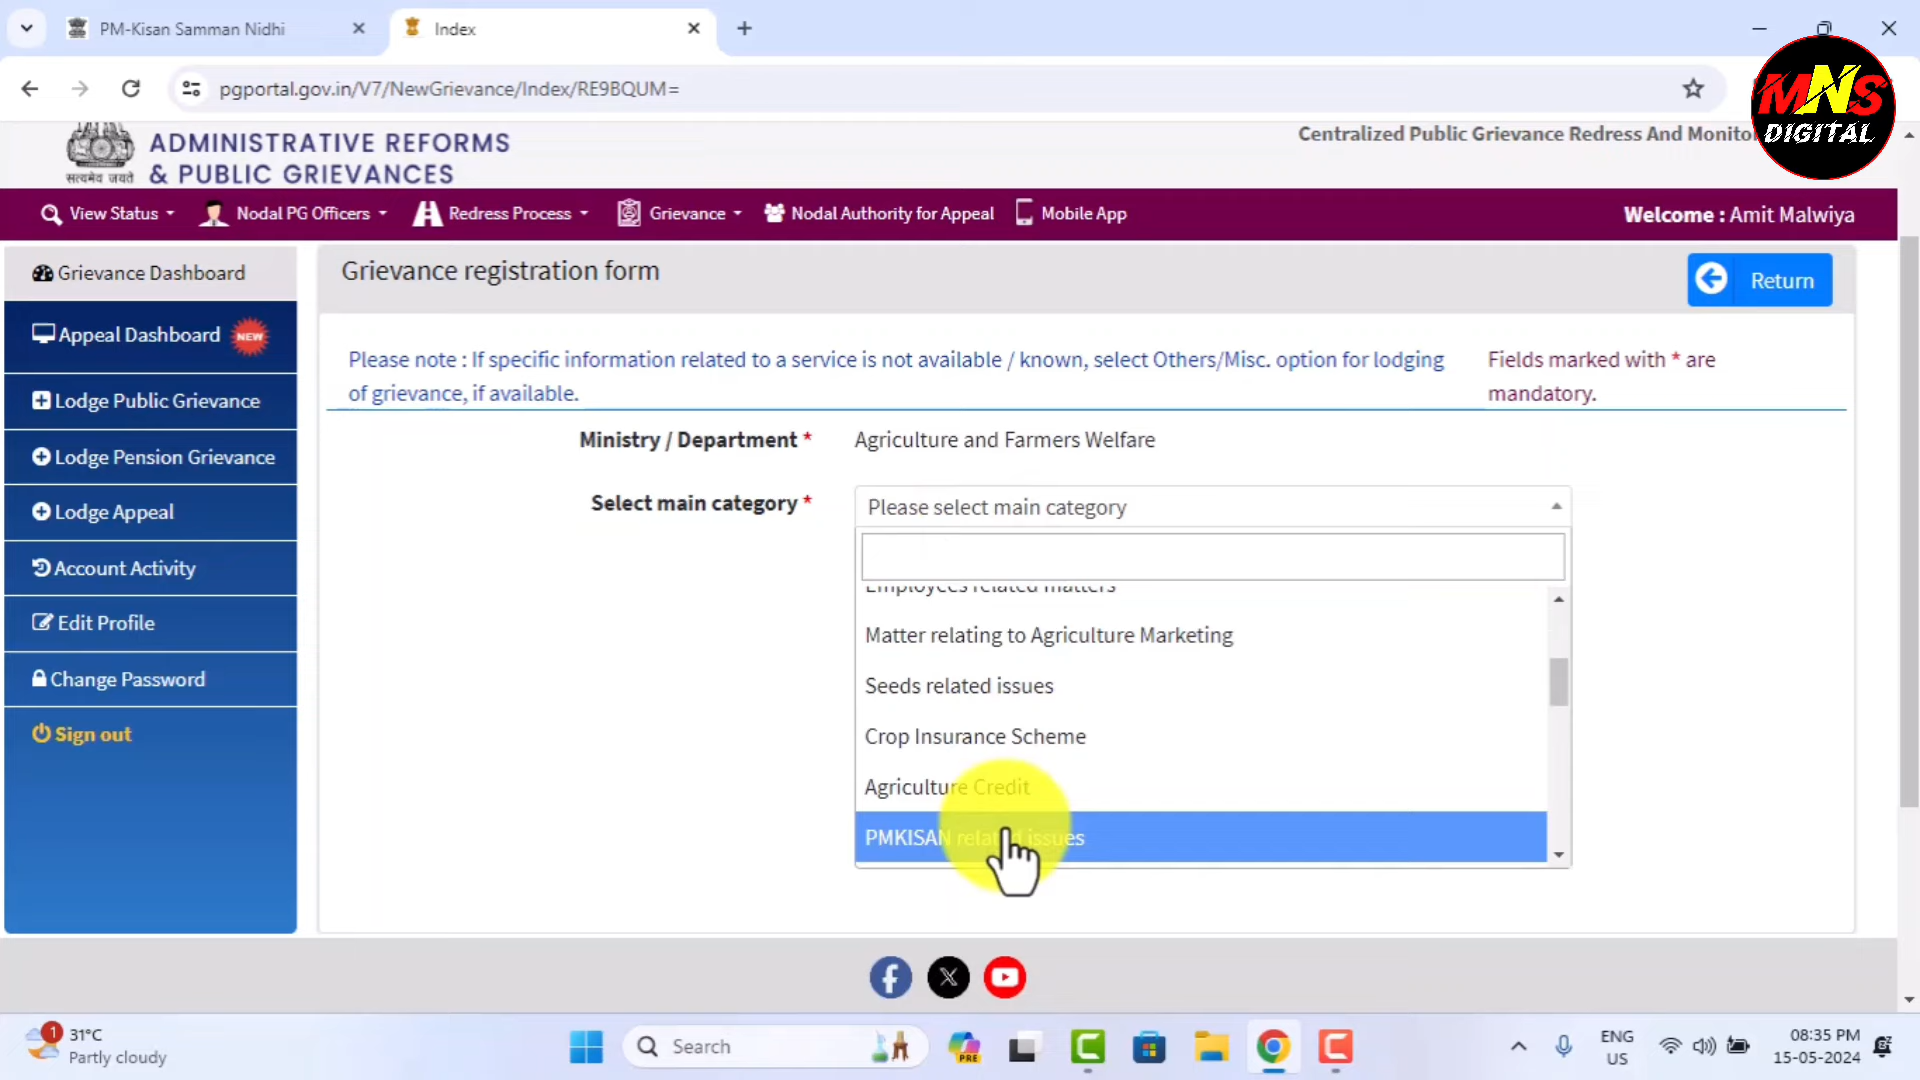 PM-Kisan Samman Nidhi
Index
pgportal.gov.in/V7/NewGrievance/Index/RE9BQUM=
MNS
DIGITAL
सत्यमेव जयते
ADMINISTRATIVE REFORMS
& PUBLIC GRIEVANCES
Centralized Public Grievance Redress And Monito
View Status
Nodal PG Officers
Redress Process
Grievance
Nodal Authority for Appeal
Mobile App
Welcome : Amit Malwiya
Grievance Dashboard
Appeal Dashboard NEW
Lodge Public Grievance
Lodge Pension Grievance
Lodge Appeal
Account Activity
Edit Profile
Change Password
Sign out
Grievance registration form
Return
Please note : If specific information related to a service is not available / known, select Others/Misc. option for lodging
of grievance, if available.
Fields marked with * are
mandatory.
Ministry / Department *
Agriculture and Farmers Welfare
Select main category *
Please select main category
Employees related matters
Matter relating to Agriculture Marketing
Seeds related issues
Crop Insurance Scheme
Agriculture Credit
PMKISAN related issues
1
31°C
Partly cloudy
Search
PRE
ENG
US
08:35 PM
15-05-2024